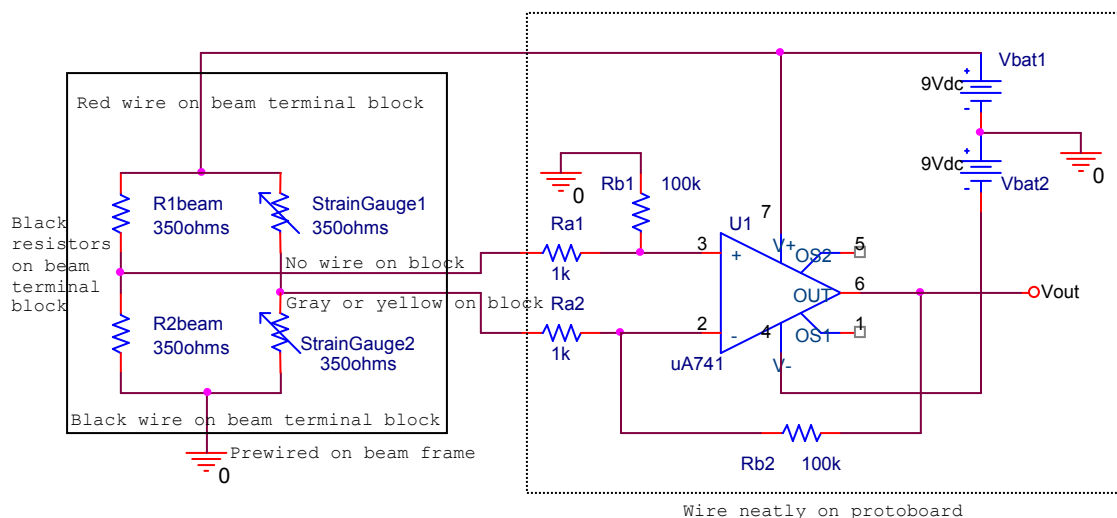 Vbat1
9Vdc
Red wire on beam terminal block
9Vdc
Vbat2
0
Rb1
100k
0
R1beam
350ohms
StrainGauge1
350ohms
Black
resistors
on beam
terminal
block
Ra1
1k
7
U1
3
+
V+
OS2
5
No wire on block
Gray or yellow on block
OUT
6
Vout
Ra2
1k
2
-
4
OS1
1
V-
uA741
R2beam
350ohms
StrainGauge2
350ohms
Black wire on beam terminal block
Prewired on beam frame
0
Rb2
100k
Wire neatly on protoboard